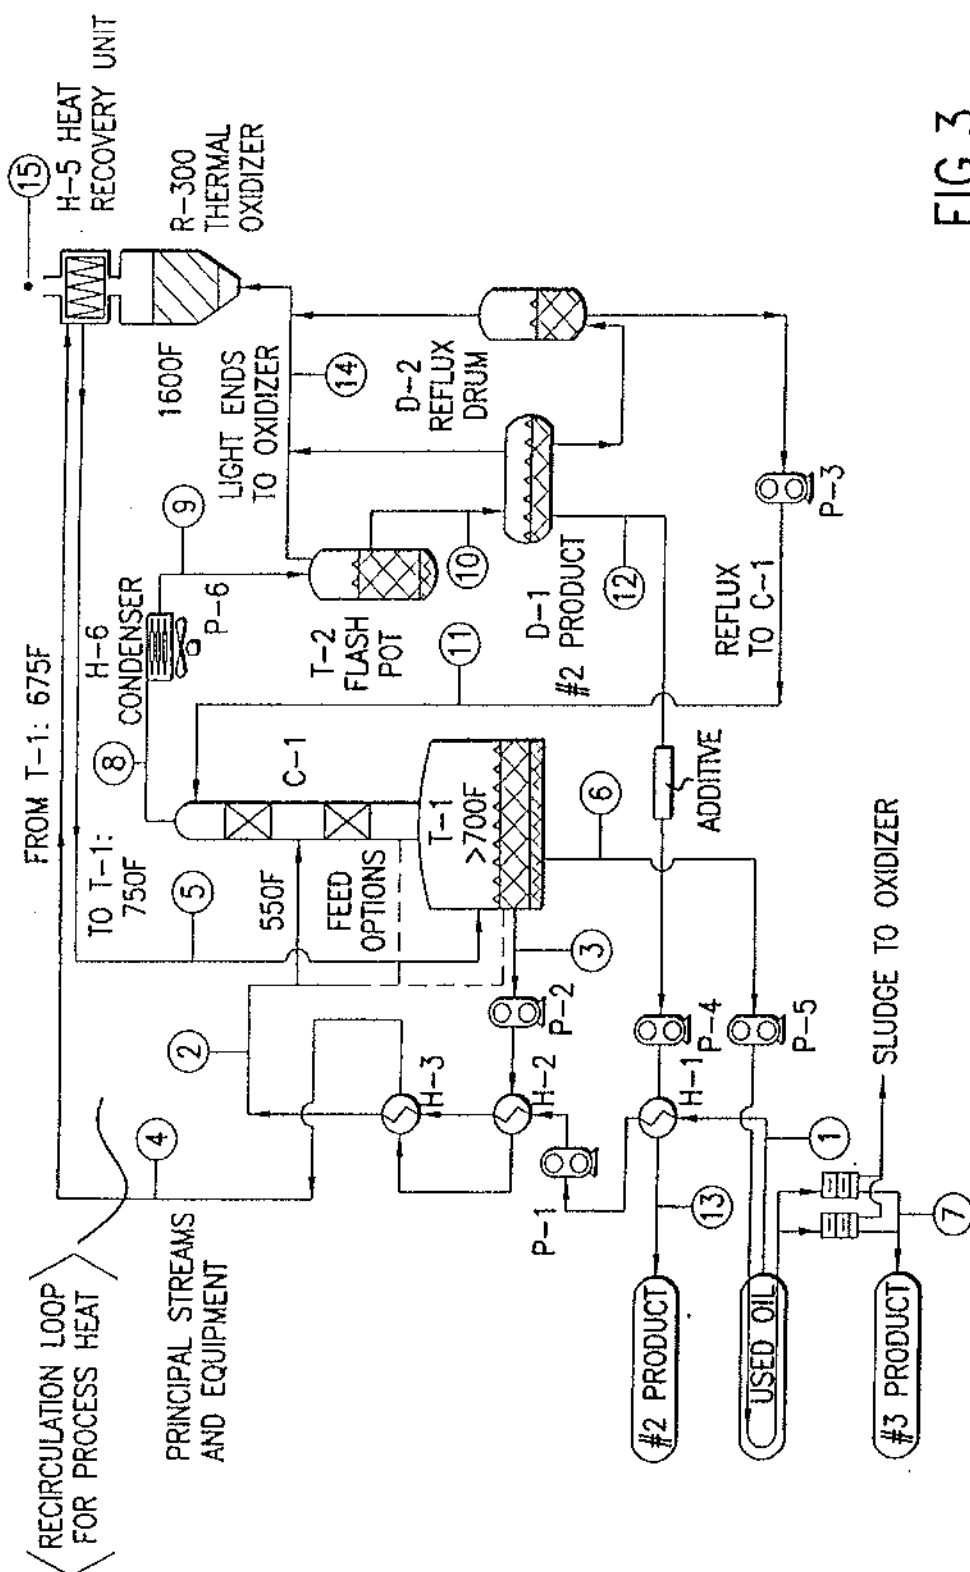 <RECIRCULATION LOOP
FOR PROCESS HEAT>
PRINCIPAL STREAMS
AND EQUIPMENT
FROM T-1: 675F
TO T-1:
750F
4
2
5
8
9
H-6
CONDENSER
P-6
15
H-5 HEAT
RECOVERY UNIT
R-300
THERMAL
OXIDIZER
1600F
LIGHT ENDS
TO OXIDIZER
14
550F
FEED
OPTIONS
C-1
T-1
>700F
11
T-2
FLASH
POT
10
D-2
REFLUX
DRUM
H-3
H-2
P-2
3
P-1
6
D-1
#2 PRODUCT
12
REFLUX
TO C-1
P-3
ADDITIVE
P-4
H-1
13
#2 PRODUCT
P-5
USED OIL
1
SLUDGE TO OXIDIZER
7
#3 PRODUCT
FIG.3